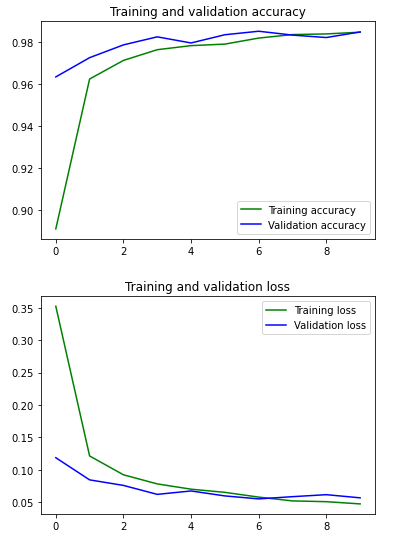 Training and validation accuracy
0.98
0.96
0.94
0.92
0.90
Training accuracy
Validation accuracy
0 2 4 6 8
Training and validation loss
0.35
0.30
0.25
0.20
0.15
0.10
0.05
Training loss
Validation loss
0 2 4 6 8